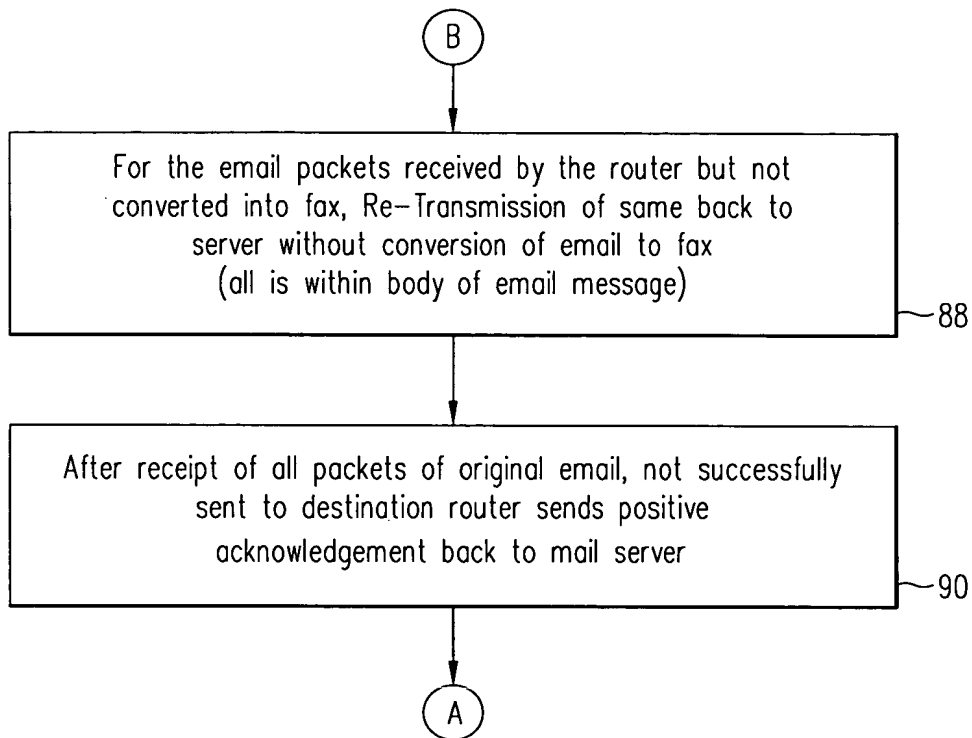 B
For the email packets received by the router but not
converted into fax, Re-Transmission of same back to
server without conversion of email to fax
(all is within body of email message)
88
After receipt of all packets of original email, not successfully
sent to destination router sends positive
acknowledgement back to mail server
90
A